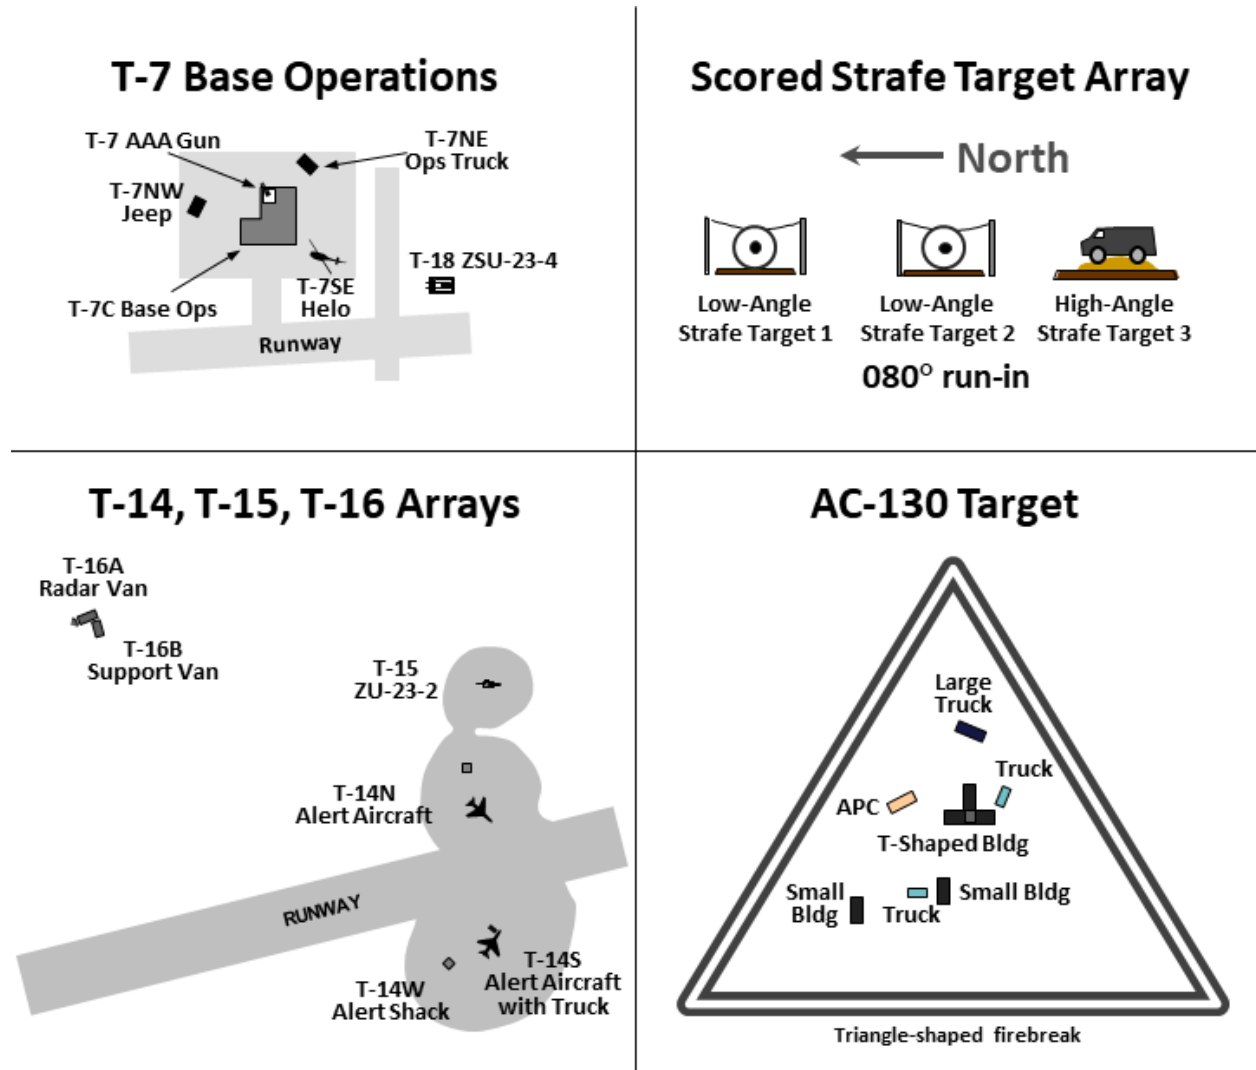 T-7 Base Operations
T-7 AAA Gun
T-7NE
Ops Truck
T-7NW
Jeep
T-18 ZSU-23-4
T-7SE
Helo
T-7C Base Ops
Runway
Scored Strafe Target Array
North
Low-Angle
Strafe Target 1
Low-Angle
Strafe Target 2
High-Angle
Strafe Target 3
080° run-in
T-14, T-15, T-16 Arrays
T-16A
Radar Van
T-16B
Support Van
T-15
ZU-23-2
T-14N
Alert Aircraft
RUNWAY
T-14S
Alert Aircraft
with Truck
T-14W
Alert Shack
AC-130 Target
Large
Truck
Truck
APC
T-Shaped Bldg
Small
Bldg
Truck
Small Bldg
Triangle-shaped firebreak